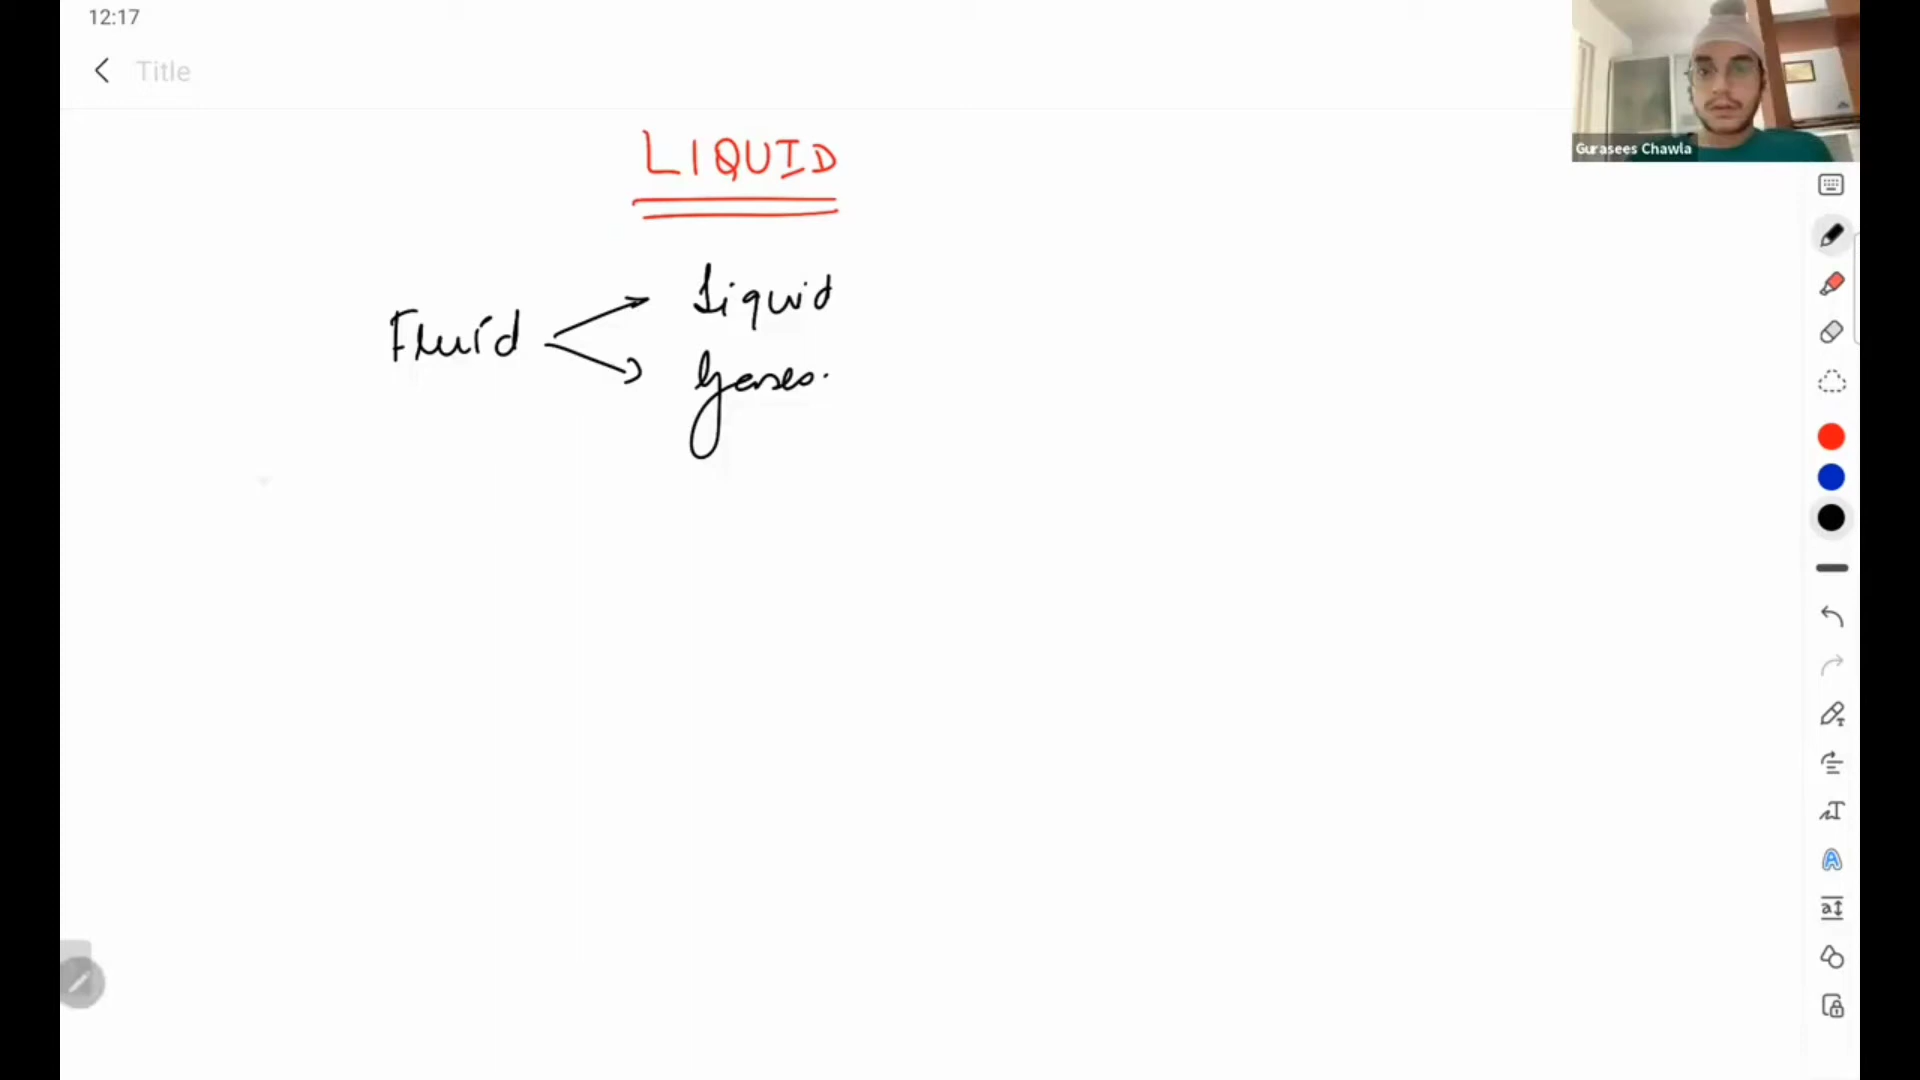 12:17
Title
Gurasees Chawla
LIQUID
Liquid
Fluid
Gases.